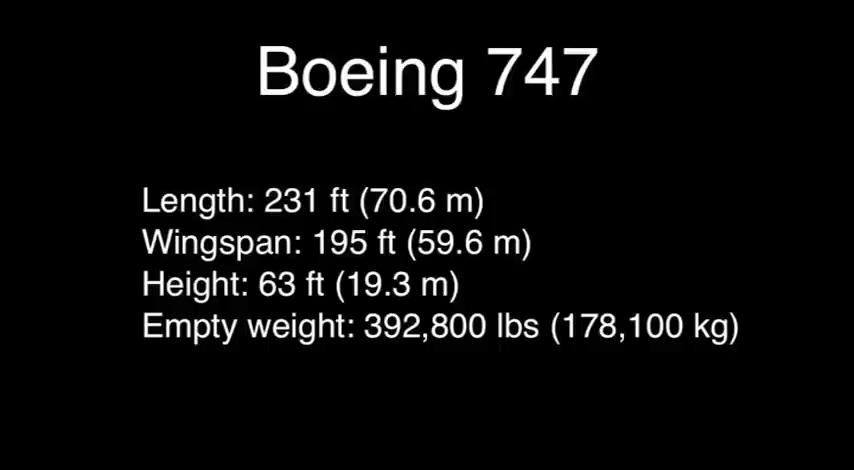 Boeing 747
Length: 231 ft (70.6 m)
Wingspan: 195 ft (59.6 m)
Height: 63 ft (19.3 m)
Empty weight: 392,800 lbs (178,100 kg)